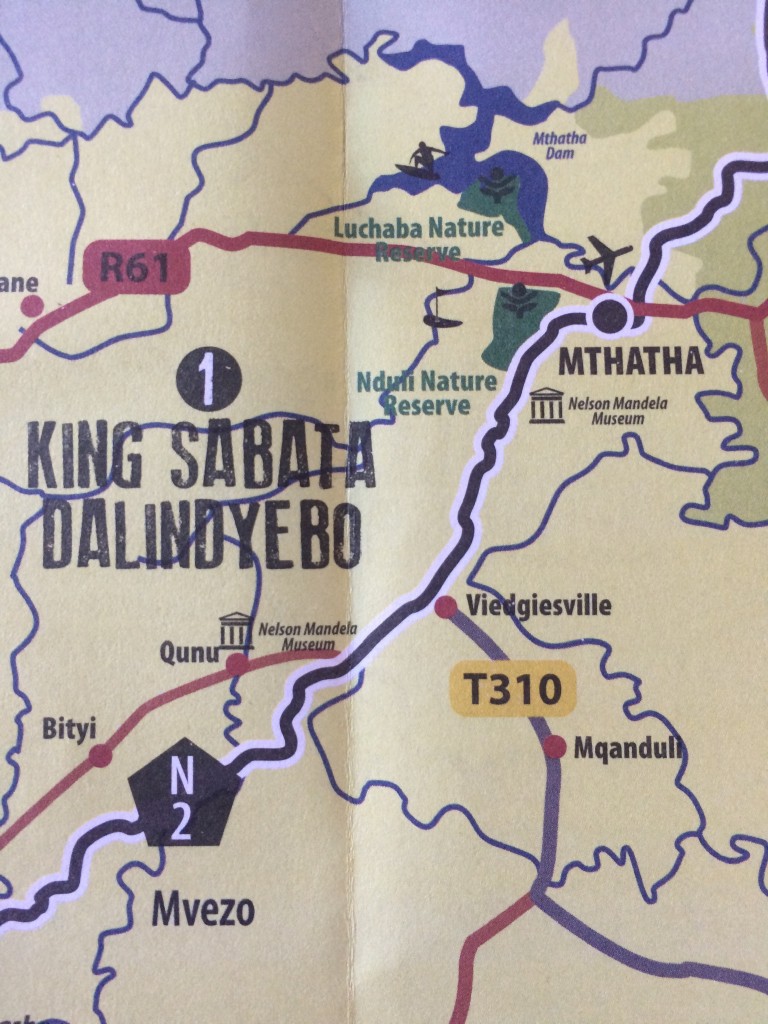 Mthatha
Dam
Luchaba Nature
Reserve
R61
ane
MTHATHA
1
Nduli Nature
Reserve
Nelson Mandela
Museum
KING SABATA
DALINDYEBO
Viedgiesville
Nelson Mandela
Museum
Qunu
T310
Bityi
Mqanduli
N
2
Mvezo